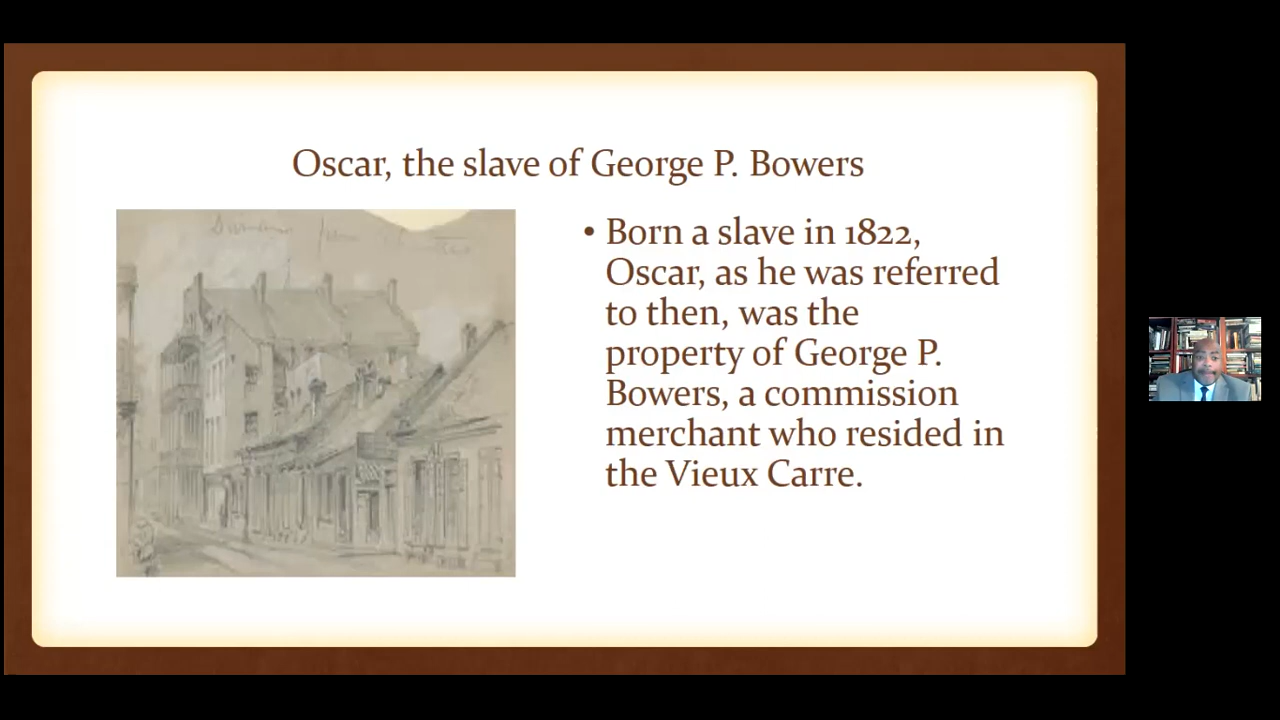 Oscar, the slave of George P. Bowers
• Born a slave in 1822,
Oscar, as he was referred
to then, was the
property of George P.
Bowers, a commission
merchant who resided in
the Vieux Carre.